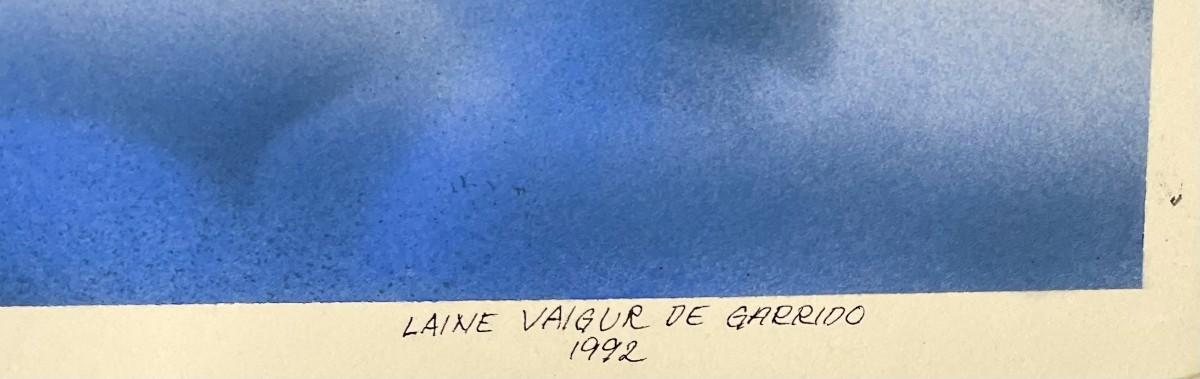 LAINE VAIGUR DE GARRIDO
1992